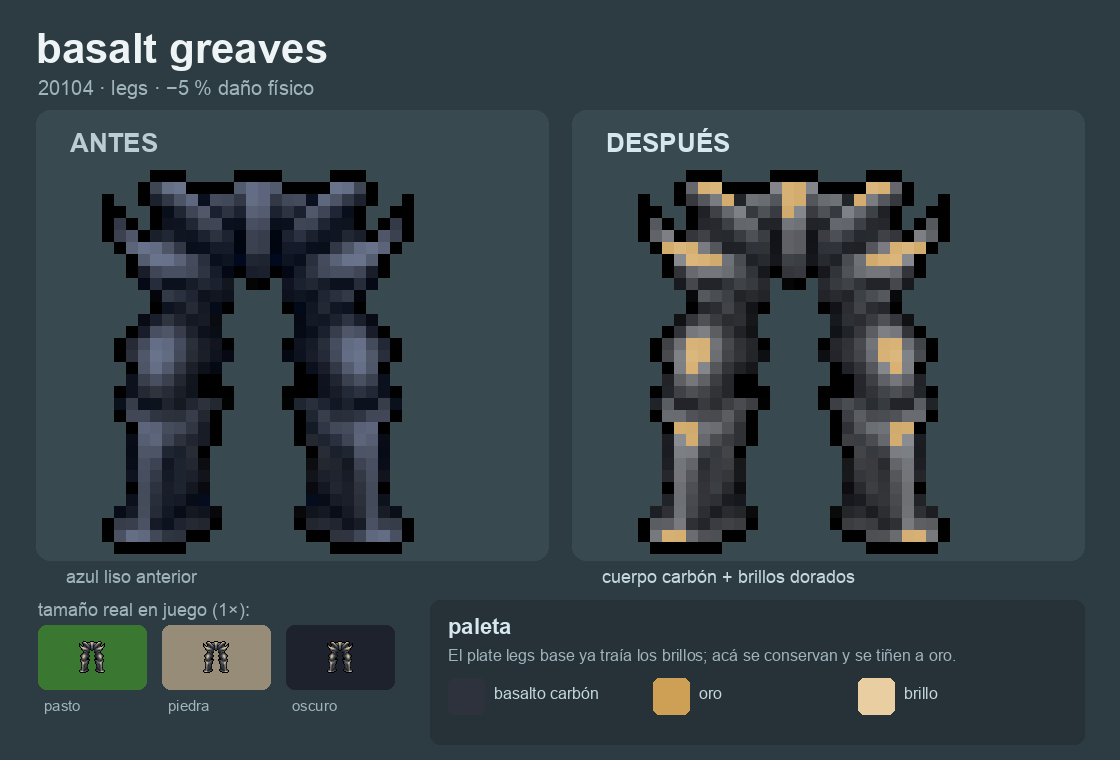 basalt greaves
20104 · legs · −5 % daño físico
ANTES
DESPUÉS
azul liso anterior
cuerpo carbón + brillos dorados
tamaño real en juego (1×):
pasto
piedra
oscuro
paleta
El plate legs base ya traía los brillos; acá se conservan y se tiñen a oro.
basalto carbón
oro
brillo